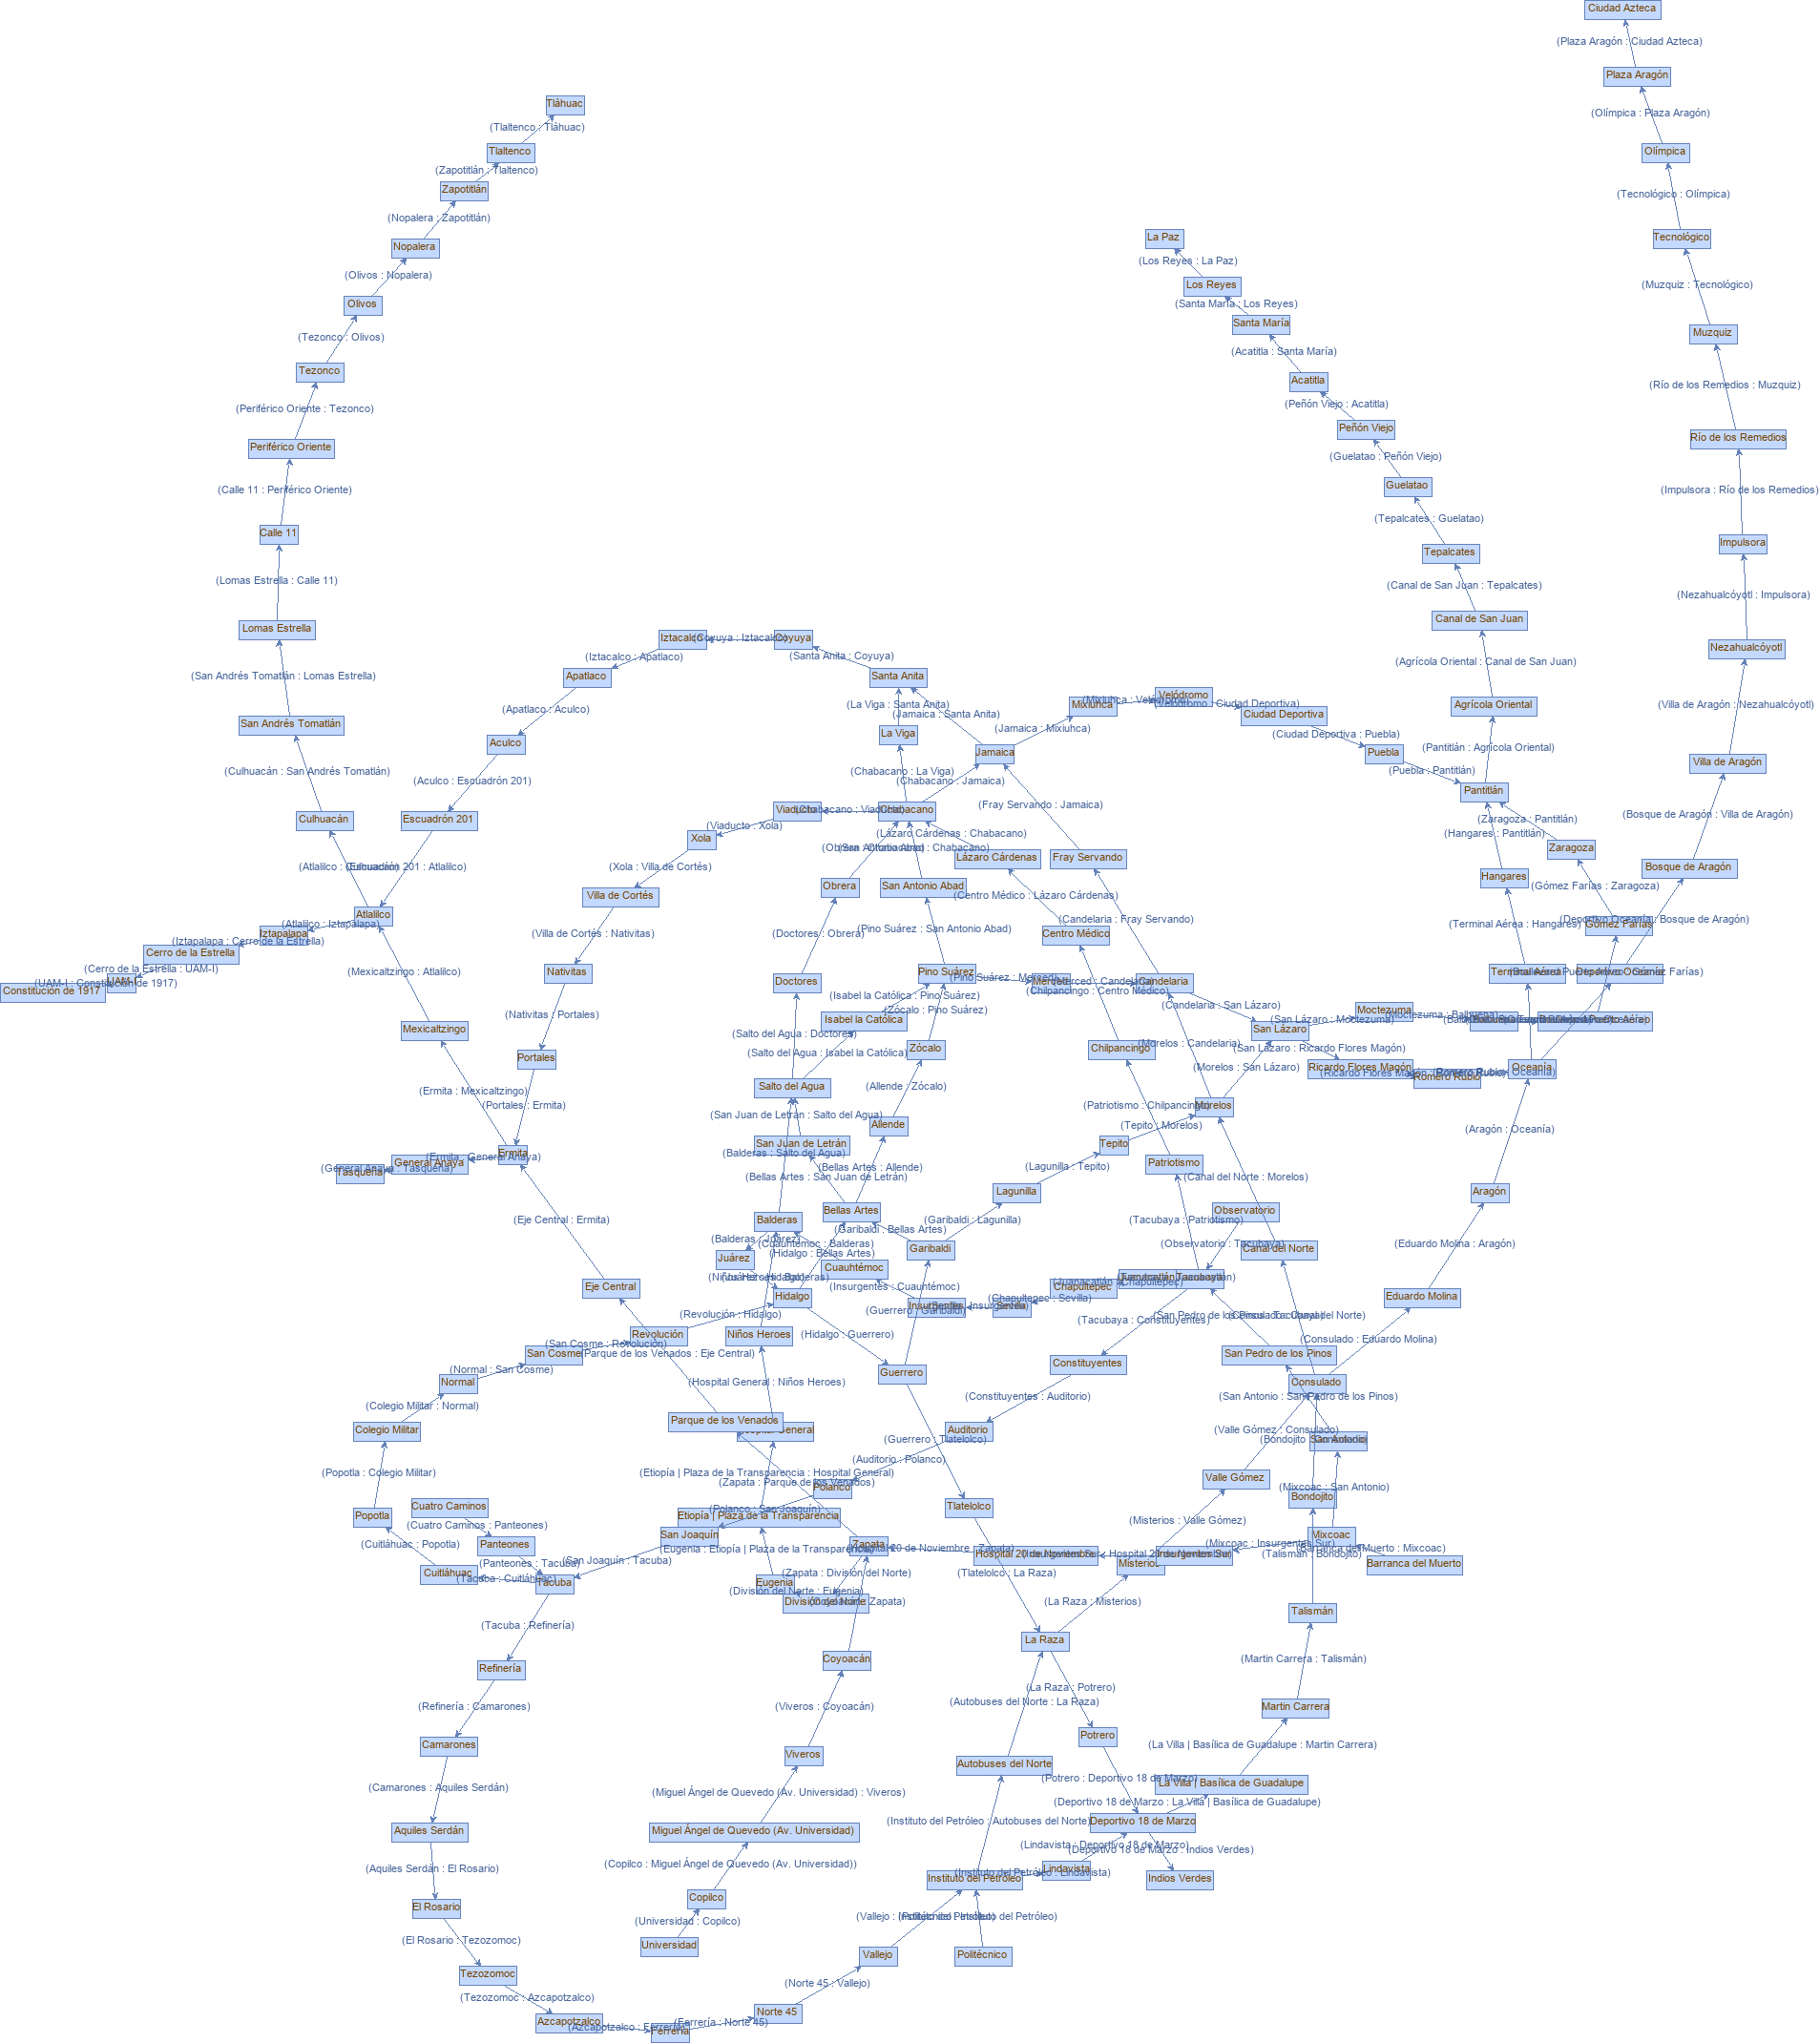 Ciudad Azteca
(Plaza Aragón : Ciudad Azteca)
Plaza Aragón
Tláhuac
(Olímpica : Plaza Aragón)
(Tlaltenco : Tláhuac)
Tlaltenco
Olímpica
(Zapotitlán : Tlaltenco)
Zapotitlán
(Tecnológico : Olímpica)
(Nopalera : Zapotitlán)
La Paz
Tecnológico
Nopalera
(Los Reyes : La Paz)
(Olivos : Nopalera)
Los Reyes
(Muzquiz : Tecnológico)
Olivos
(Santa María : Los Reyes)
Santa María
Muzquiz
(Tezonco : Olivos)
(Acatitla : Santa María)
Tezonco
Acatitla
(Río de los Remedios : Muzquiz)
(Periférico Oriente : Tezonco)
(Peñón Viejo : Acatitla)
Peñón Viejo
Río de los Remedios
Periférico Oriente
(Guelatao : Peñón Viejo)
Guelatao
(Calle 11 : Periférico Oriente)
(Impulsora : Río de los Remedios)
(Tepalcates : Guelatao)
Calle 11
Impulsora
Tepalcates
(Lomas Estrella : Calle 11)
(Canal de San Juan : Tepalcates)
(Nezahualcóyotl : Impulsora)
Canal de San Juan
Lomas Estrella
Iztacalco
(Coyuya : Iztacalco)
Coyuya
Nezahualcóyotl
(Iztacalco : Apatlaco)
(Santa Anita : Coyuya)
(Agrícola Oriental : Canal de San Juan)
(San Andrés Tomatlán : Lomas Estrella)
Apatlaco
Santa Anita
(Villa de Aragón : Nezahualcóyotl)
(La Viga : Santa Anita)
(Mixiuhca : Velódromo)
Velódromo
(Velódromo : Ciudad Deportiva)
Mixiuhca
Agrícola Oriental
(Apatlaco : Aculco)
(Jamaica : Santa Anita)
Ciudad Deportiva
San Andrés Tomatlán
(Jamaica : Mixiuhca)
La Viga
(Ciudad Deportiva : Puebla)
Aculco
Jamaica
Puebla
(Pantitlán : Agrícola Oriental)
Villa de Aragón
(Culhuacán : San Andrés Tomatlán)
(Chabacano : La Viga)
(Puebla : Pantitlán)
(Aculco : Escuadrón 201)
(Chabacano : Jamaica)
Pantitlán
(Fray Servando : Jamaica)
Viaducto
(Chabacano : Viaducto)
Chabacano
(Bosque de Aragón : Villa de Aragón)
Culhuacán
Escuadrón 201
(Viaducto : Xola)
(Zaragoza : Pantitlán)
(Lázaro Cárdenas : Chabacano)
(Hangares : Pantitlán)
Xola
(Obrera : Chabacano)
(San Antonio Abad : Chabacano)
Zaragoza
Lázaro Cárdenas
Fray Servando
(Atlalilco : Culhuacán)
(Escuadrón 201 : Atlalilco)
(Xola : Villa de Cortés)
Bosque de Aragón
Hangares
Obrera
San Antonio Abad
(Gómez Farías : Zaragoza)
Villa de Cortés
(Centro Médico : Lázaro Cárdenas)
Atlalilco
(Candelaria : Fray Servando)
(Deportivo Oceanía : Bosque de Aragón)
(Atlalilco : Iztapalapa)
(Terminal Aérea : Hangares)
Gómez Farías
(Pino Suárez : San Antonio Abad)
Iztapalapa
(Villa de Cortés : Nativitas)
(Doctores : Obrera)
Centro Médico
(Iztapalapa : Cerro de la Estrella)
Cerro de la Estrella
(Cerro de la Estrella : UAM-I)
(Mexicaltzingo : Atlalilco)
Nativitas
Pino Suárez
Terminal Aérea
Deportivo Oceanía
(Pino Suárez : Merced)
UAM-I
(UAM-I : Constitución de 1917)
Doctores
Merced
(Merced : Candelaria)
Candelaria
Constitución de 1917
(Chilpancingo : Centro Médico)
(Isabel la Católica : Pino Suárez)
(Candelaria : San Lázaro)
(Zócalo : Pino Suárez)
Moctezuma
(Nativitas : Portales)
Isabel la Católica
(San Lázaro : Moctezuma)
(Moctezuma : Balbuena)
Mexicaltzingo
(Salto del Agua : Doctores)
San Lázaro
(Morelos : Candelaria)
Zócalo
Chilpancingo
(San Lázaro : Ricardo Flores Magón)
(Salto del Agua : Isabel la Católica)
Portales
(Morelos : San Lázaro)
Ricardo Flores Magón
Oceanía
Romero Rubio
(Allende : Zócalo)
Salto del Agua
(Ermita : Mexicaltzingo)
(Portales : Ermita)
(Patriotismo : Chilpancingo)
Morelos
(San Juan de Letrán : Salto del Agua)
Allende
(Tepito : Morelos)
(Aragón : Oceanía)
San Juan de Letrán
Tepito
Ermita
(Balderas : Salto del Agua)
General Anaya
(Ermita : General Anaya)
(General Anaya : Tasqueña)
Tasqueña
(Bellas Artes : Allende)
(Lagunilla : Tepito)
Patriotismo
(Bellas Artes : San Juan de Letrán)
(Canal del Norte : Morelos)
Lagunilla
Aragón
Bellas Artes
Observatorio
(Eje Central : Ermita)
Balderas
(Garibaldi : Lagunilla)
(Tacubaya : Patriotismo)
(Garibaldi : Bellas Artes)
(Balderas : Juárez)
(Cuauhtémoc : Balderas)
(Observatorio : Tacubaya)
(Eduardo Molina : Aragón)
(Hidalgo : Bellas Artes)
Garibaldi
Canal del Norte
Juárez
Cuauhtémoc
(Niños Heroes : Balderas)
(Juárez : Hidalgo)
(Juanacatlán : Chapultepec)
Eje Central
(Insurgentes : Cuauhtémoc)
Chapultepec
Hidalgo
(Chapultepec : Sevilla)
Eduardo Molina
Insurgentes
Sevilla
(Guerrero : Garibaldi)
(Revolución : Hidalgo)
(San Pedro de los Pinos : Tacubaya)
(Consulado : Canal del Norte)
(Tacubaya : Constituyentes)
Revolución
Niños Heroes
(Hidalgo : Guerrero)
(Consulado : Eduardo Molina)
(San Cosme : Revolución)
San Cosme
(Parque de los Venados : Eje Central)
San Pedro de los Pinos
Constituyentes
(Normal : San Cosme)
Guerrero
Normal
(Hospital General : Niños Heroes)
Consulado
(Constituyentes : Auditorio)
(San Antonio : San Pedro de los Pinos)
(Colegio Militar : Normal)
Parque de los Venados
Colegio Militar
Hospital General
Auditorio
(Valle Gómez : Consulado)
(Guerrero : Tlatelolco)
(Bondojito : Consulado)
San Antonio
(Auditorio : Polanco)
(Popotla : Colegio Militar)
(Etiopía | Plaza de la Transparencia : Hospital General)
(Zapata : Parque de los Venados)
Valle Gómez
Polanco
(Mixcoac : San Antonio)
Bondojito
Cuatro Caminos
(Polanco : San Joaquín)
Tlatelolco
Popotla
Etiopía | Plaza de la Transparencia
(Misterios : Valle Gómez)
(Cuatro Caminos : Panteones)
San Joaquín
Mixcoac
(Cuitláhuac : Popotla)
Panteones
Zapata
(Mixcoac : Insurgentes Sur)
(Eugenia : Etiopía | Plaza de la Transparencia)
(Hospital 20 de Noviembre : Zapata)
Hospital 20 de Noviembre
(Insurgentes Sur : Hospital 20 de Noviembre)
Insurgentes Sur
(Barranca del Muerto : Mixcoac)
(Talismán : Bondojito)
(Panteones : Tacuba)
(San Joaquín : Tacuba)
Misterios
Barranca del Muerto
Cuitláhuac
(Tacuba : Cuitláhuac)
(Zapata : División del Norte)
(Tlatelolco : La Raza)
Tacuba
Eugenia
(División del Norte : Eugenia)
División del Norte
(Coyoacán : Zapata)
(La Raza : Misterios)
Talismán
(Tacuba : Refinería)
La Raza
Coyoacán
(Martin Carrera : Talismán)
Refinería
(La Raza : Potrero)
(Refinería : Camarones)
(Viveros : Coyoacán)
(Autobuses del Norte : La Raza)
Martin Carrera
Potrero
Camarones
(La Villa | Basílica de Guadalupe : Martin Carrera)
Viveros
Autobuses del Norte
(Potrero : Deportivo 18 de Marzo)
La Villa | Basílica de Guadalupe
(Camarones : Aquiles Serdán)
(Miguel Ángel de Quevedo (Av. Universidad) : Viveros)
(Deportivo 18 de Marzo : La Villa | Basílica de Guadalupe)
(Instituto del Petróleo : Autobuses del Norte)
Deportivo 18 de Marzo
Aquiles Serdán
Miguel Ángel de Quevedo (Av. Universidad)
(Lindavista : Deportivo 18 de Marzo)
(Deportivo 18 de Marzo : Indios Verdes)
(Copilco : Miguel Ángel de Quevedo (Av. Universidad))
(Aquiles Serdán : El Rosario)
(Instituto del Petróleo : Lindavista)
Lindavista
Instituto del Petróleo
Indios Verdes
Copilco
El Rosario
(Vallejo : Instituto del Petróleo)
(Politécnico : Instituto del Petróleo)
(Universidad : Copilco)
(El Rosario : Tezozomoc)
Universidad
Vallejo
Politécnico
Tezozomoc
(Norte 45 : Vallejo)
(Tezozomoc : Azcapotzalco)
Norte 45
Azcapotzalco
(Ferrería : Norte 45)
(Azcapotzalco : Ferrería)
Ferrería